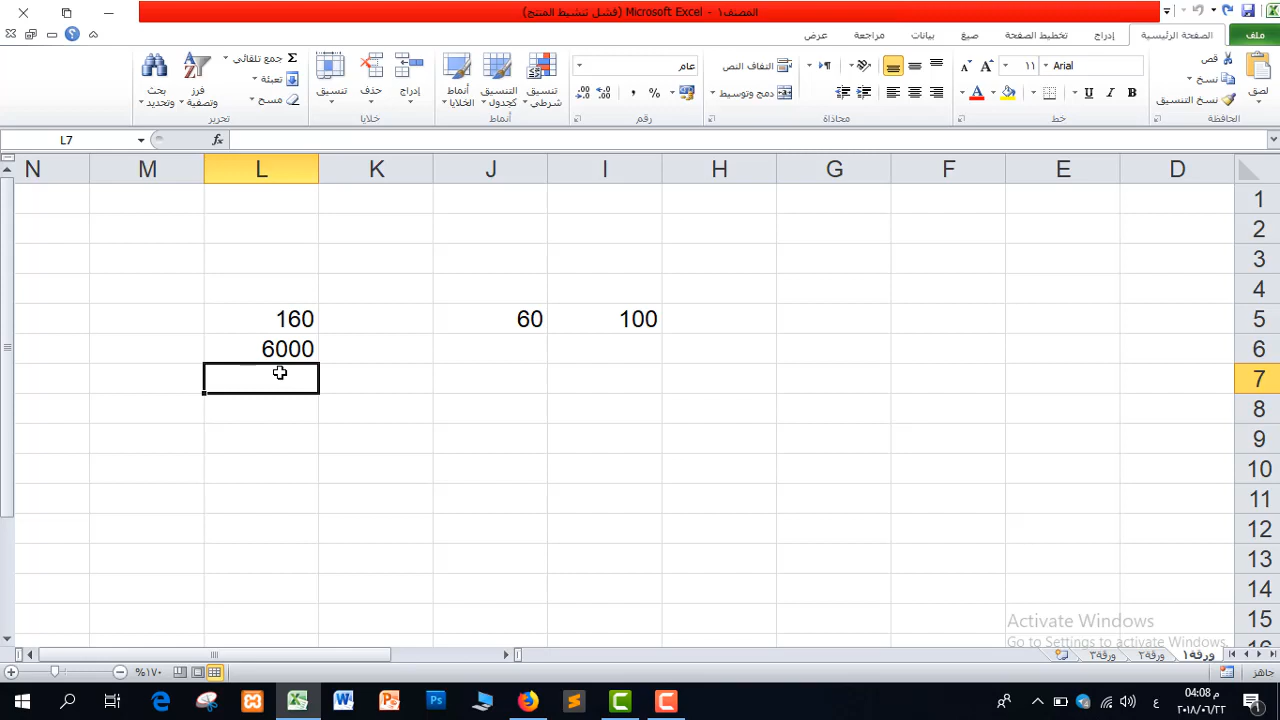 المصنف١ - Microsoft Excel (فشل تنشيط المنتج)
ملف
الصفحة الرئيسية
إدراج
تخطيط الصفحة
صيغ
بيانات
مراجعة
عرض
لصق
قص
نسخ
نسخ التنسيق
الحافظة
Arial
١١
خط
التفاف النص
دمج وتوسيط
محاذاة
عام
رقم
تنسيق شرطي
التنسيق كجدول
أنماط الخلايا
أنماط
إدراج
حذف
تنسيق
خلايا
جمع تلقائي
تعبئة
مسح
فرز وتصفية
بحث وتحديد
تحرير
L7
fx
D E F G H I J K L M N
1
2
3
4
5 100 60 160
6 6000
7
8
9
10
11
12
13
14
15
16
Activate Windows
Go to Settings to activate Windows.
ورقة١ ورقة٢ ورقة٣
جاهز
%١٧٠
04:08 م
٢٠١٨/٠٦/٢٢
ع